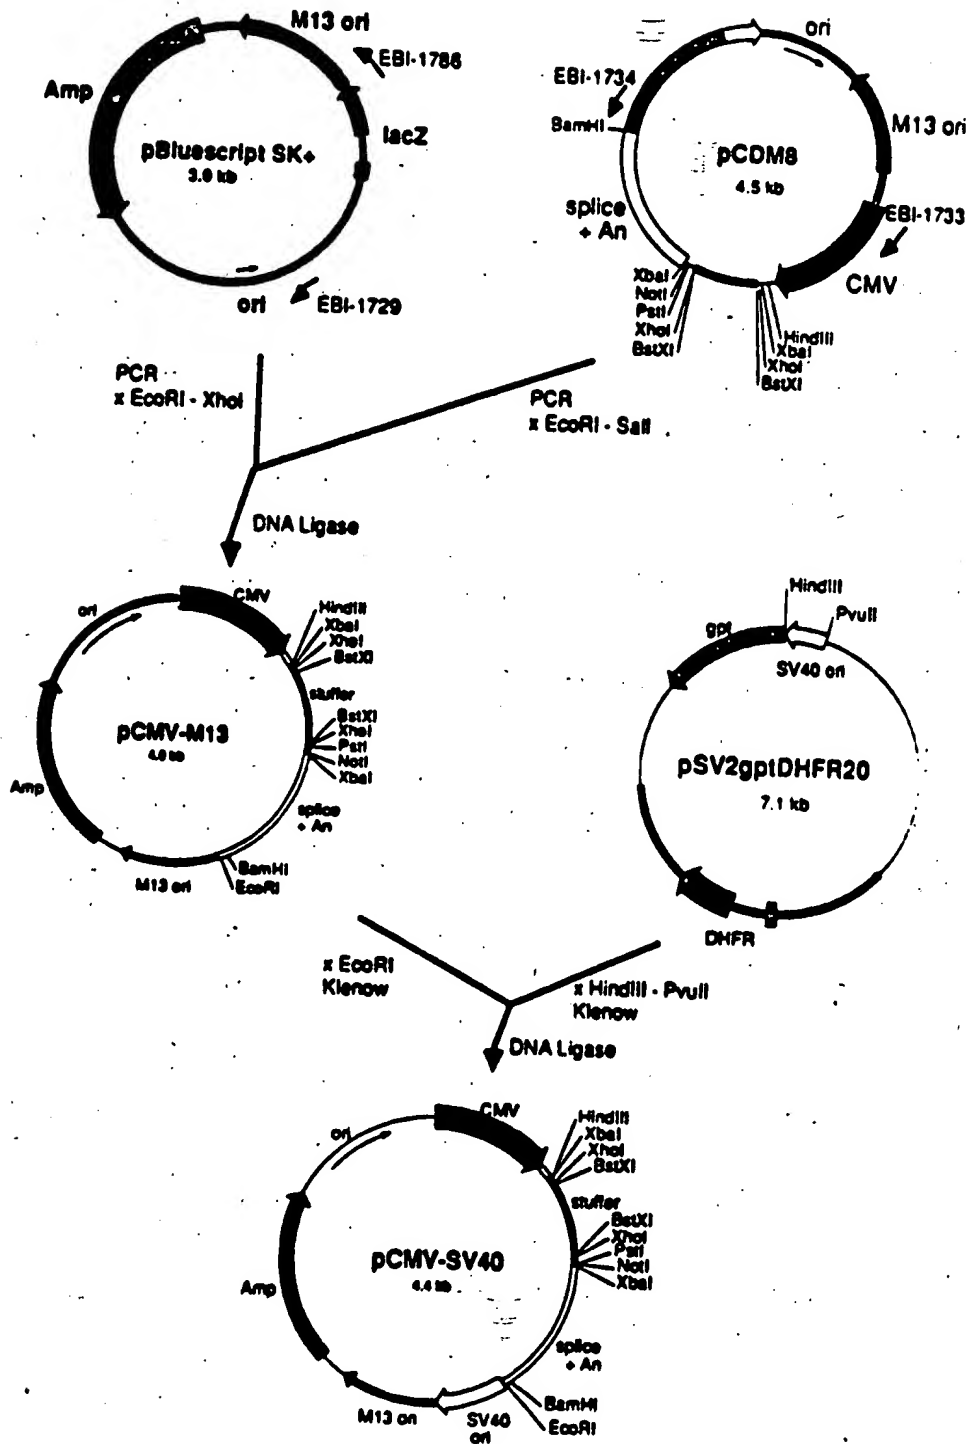 M13 ori
EBI-1786
Amp
lacZ
pBluescript SK+
3.0 kb
ori
EBI-1729
ori
EBI-1734
BamHI
M13 ori
pCDM8
4.5 kb
splice
+ An
EBI-1733
CMV
XbaI
NotI
PstI
XhoI
BstXI
HindIII
XbaI
XhoI
BstXI
PCR
x EcoRI - XhoI
PCR
x EcoRI - SalI
DNA Ligase
ori
CMV
HindIII
XbaI
XhoI
BstXI
stuffer
BstXI
XhoI
PstI
NotI
XbaI
pCMV-M13
4.0 kb
Amp
splice
+ An
BamHI
EcoRI
M13 ori
HindIII
PvuII
gpt
SV40 ori
pSV2gptDHFR20
7.1 kb
DHFR
x EcoRI
Klenow
x HindIII - PvuII
Klenow
DNA Ligase
ori
CMV
HindIII
XbaI
XhoI
BstXI
stuffer
BstXI
XhoI
PstI
NotI
XbaI
pCMV-SV40
4.4 kb
Amp
splice
+ An
BamHI
EcoRI
M13 ori
SV40
ori